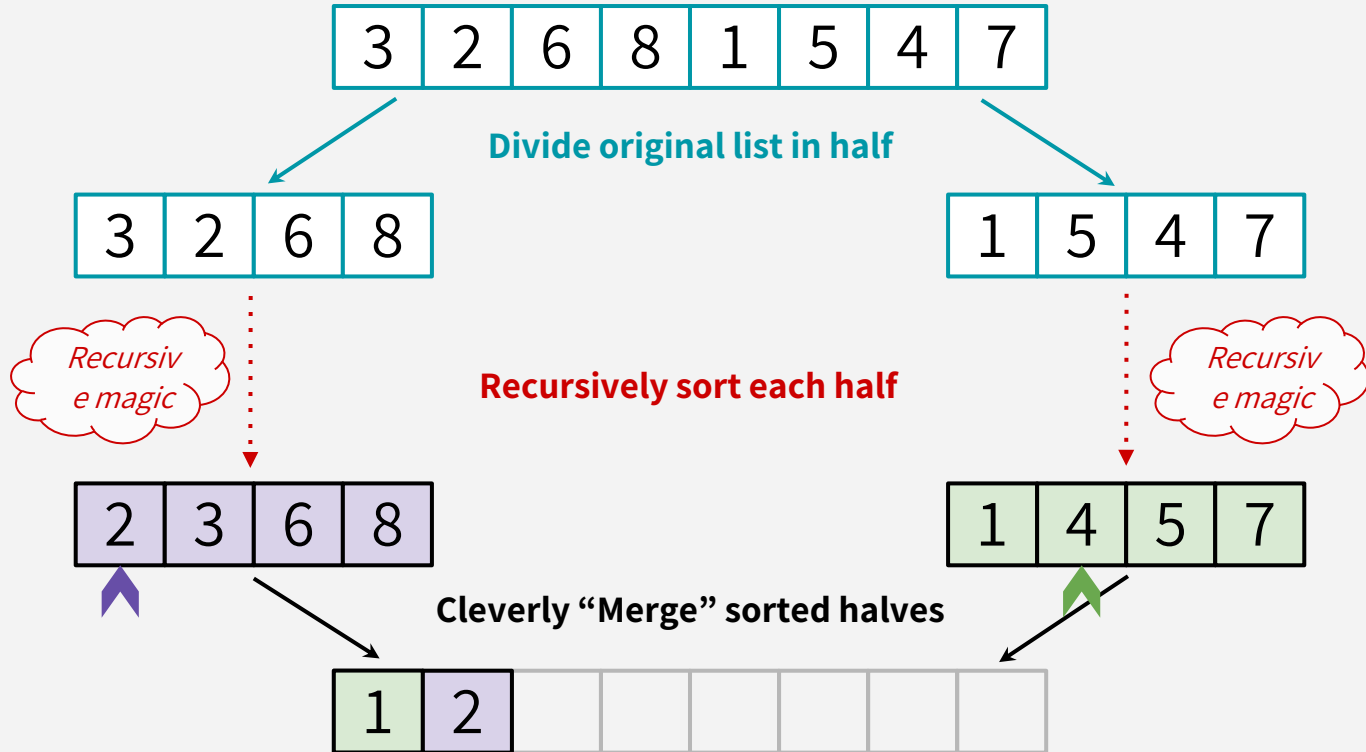 3 2 6 8 1 5 4 7
Divide original list in half
3 2 6 8
1 5 4 7
Recursiv
e magic
Recursively sort each half
Recursiv
e magic
2 3 6 8
1 4 5 7
Cleverly “Merge” sorted halves
1 2